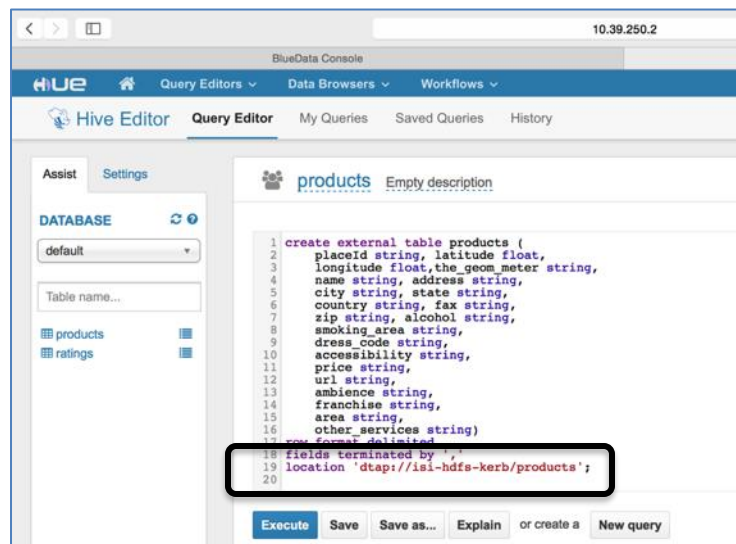 10.39.250.2
BlueData Console
HUE Query Editors Data Browsers Workflows
Hive Editor Query Editor My Queries Saved Queries History
Assist Settings
products Empty description
DATABASE
default
Table name...
products
ratings
1 create external table products (
2 placeId string, latitude float,
3 longitude float,the_geom_meter string,
4 name string, address string,
5 city string, state string,
6 country string, fax string,
7 zip string, alcohol string,
8 smoking_area string,
9 dress_code string,
10 accessibility string,
11 price string,
12 url string,
13 ambience string,
14 franchise string,
15 area string,
16 other_services string)
17 row format delimited
18 fields terminated by ','
19 location 'dtap://isi-hdfs-kerb/products';
20
Execute Save Save as... Explain or create a New query